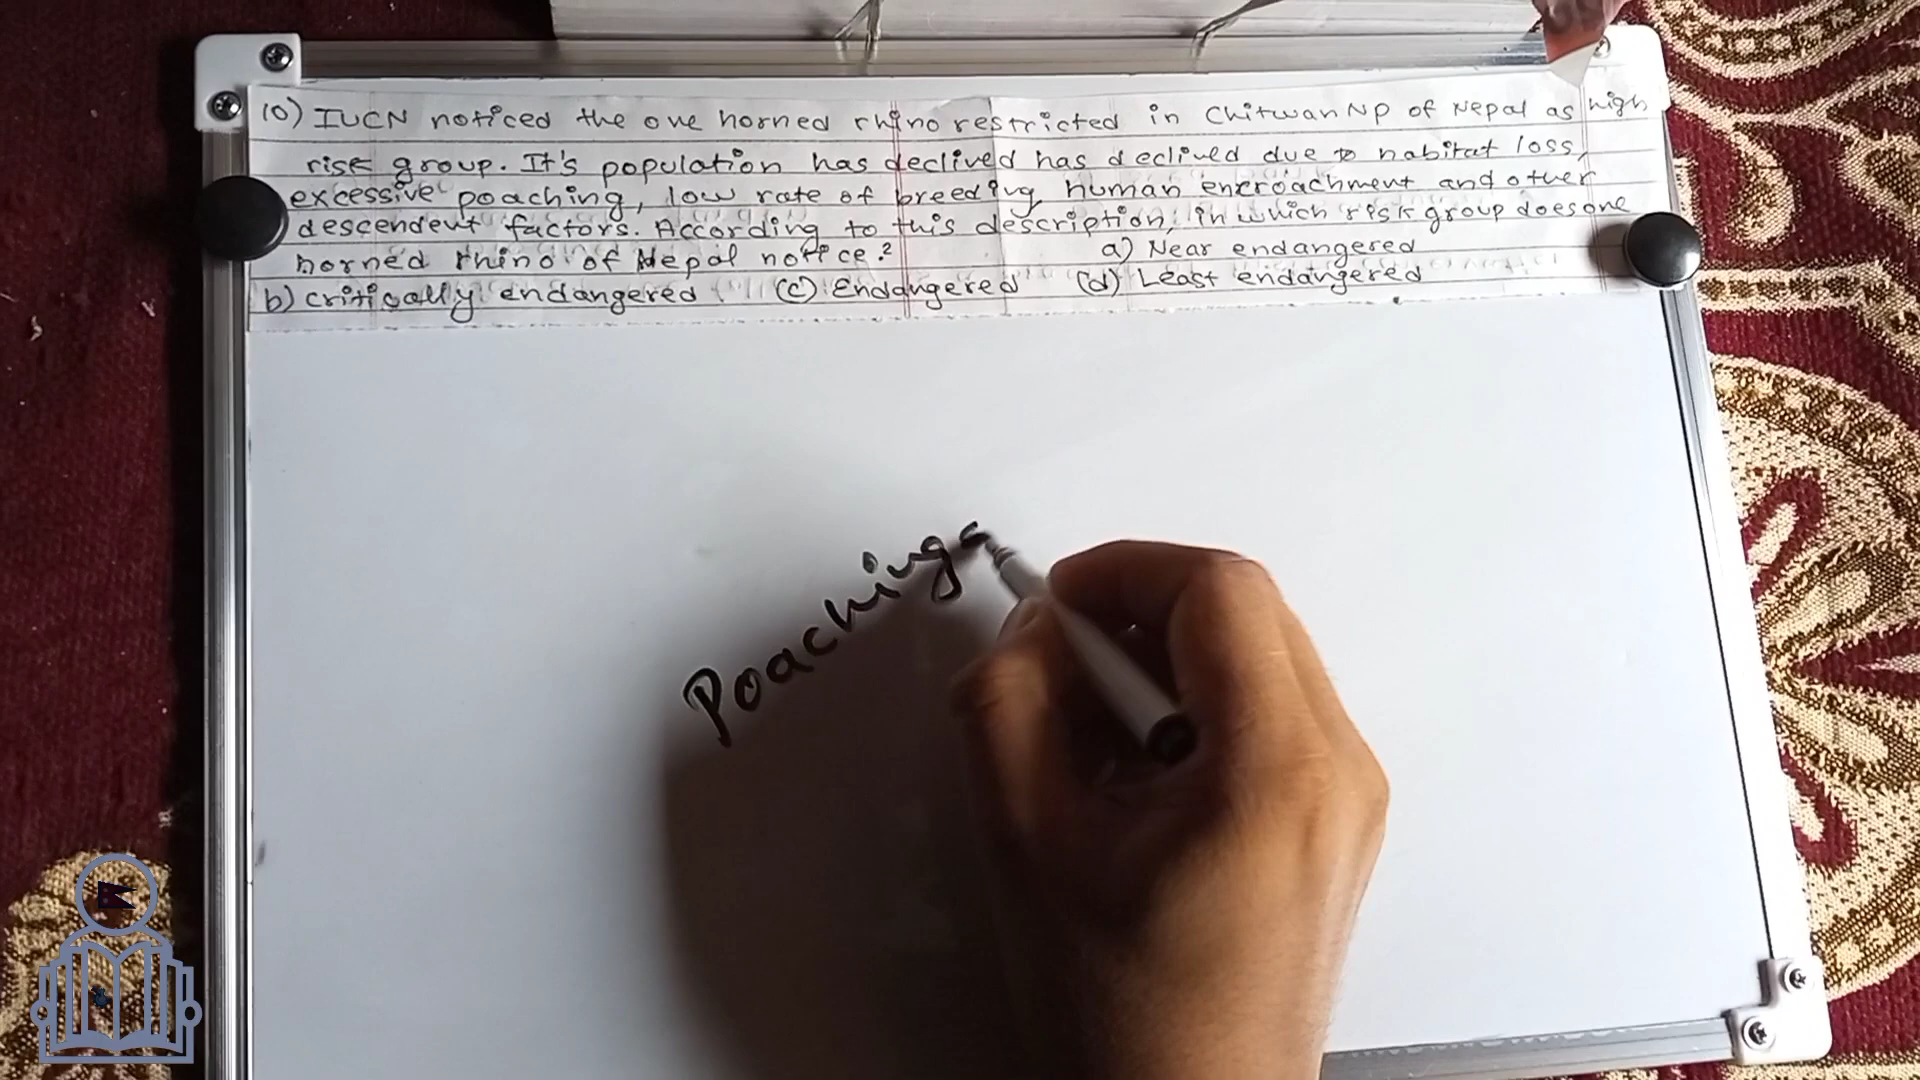 10) IUCN noticed the one horned rhino restricted in Chitwan NP of Nepal as high
risk group. It's population has declived has declived due to habitat loss,
excessive poaching, low rate of breeding, human encroachment and other
descendent factors. According to this description, in which risk group does one
horned rhino of Nepal notice?     a) Near endangered
b) critically endangered     (c) Endangered     (d) Least endangered
Poachings